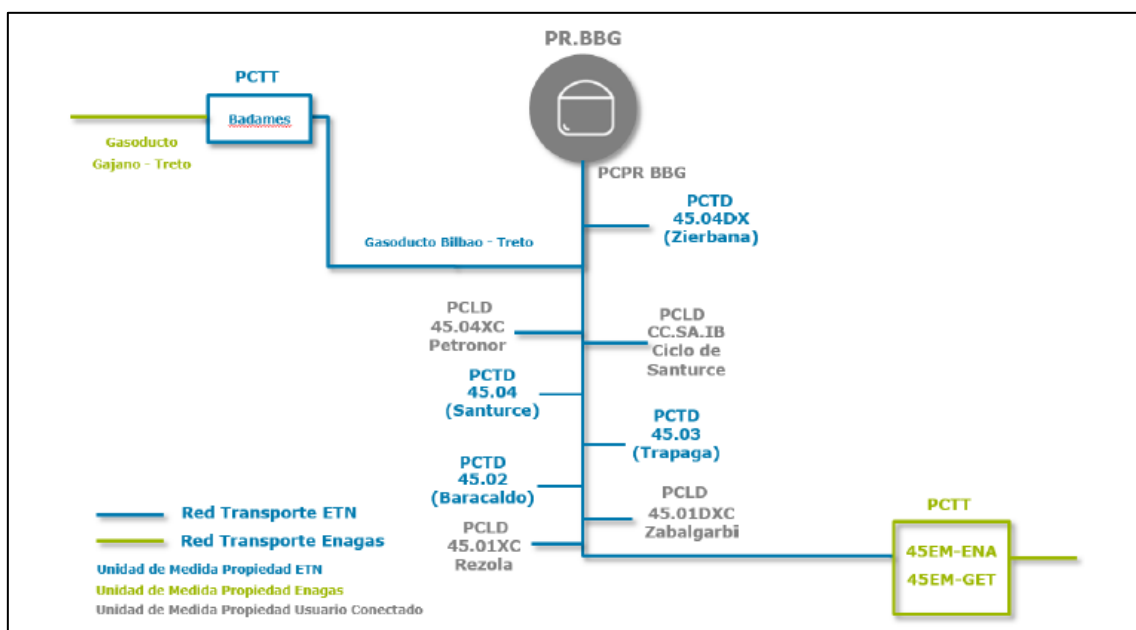 PR.BBG
PCTT
Badames
Gasoducto
Gajano - Treto
PCPR BBG
PCTD
45.04DX
(Zierbana)
Gasoducto Bilbao - Treto
PCLD
45.04XC
Petronor
PCLD
CC.SA.IB
Ciclo de
Santurce
PCTD
45.04
(Santurce)
PCTD
45.03
(Trapaga)
PCTD
45.02
(Baracaldo)
PCLD
45.01DXC
Zabalgarbi
PCLD
45.01XC
Rezola
PCTT
45EM-ENA
45EM-GET
Red Transporte ETN
Red Transporte Enagas
Unidad de Medida Propiedad ETN
Unidad de Medida Propiedad Enagas
Unidad de Medida Propiedad Usuario Conectado